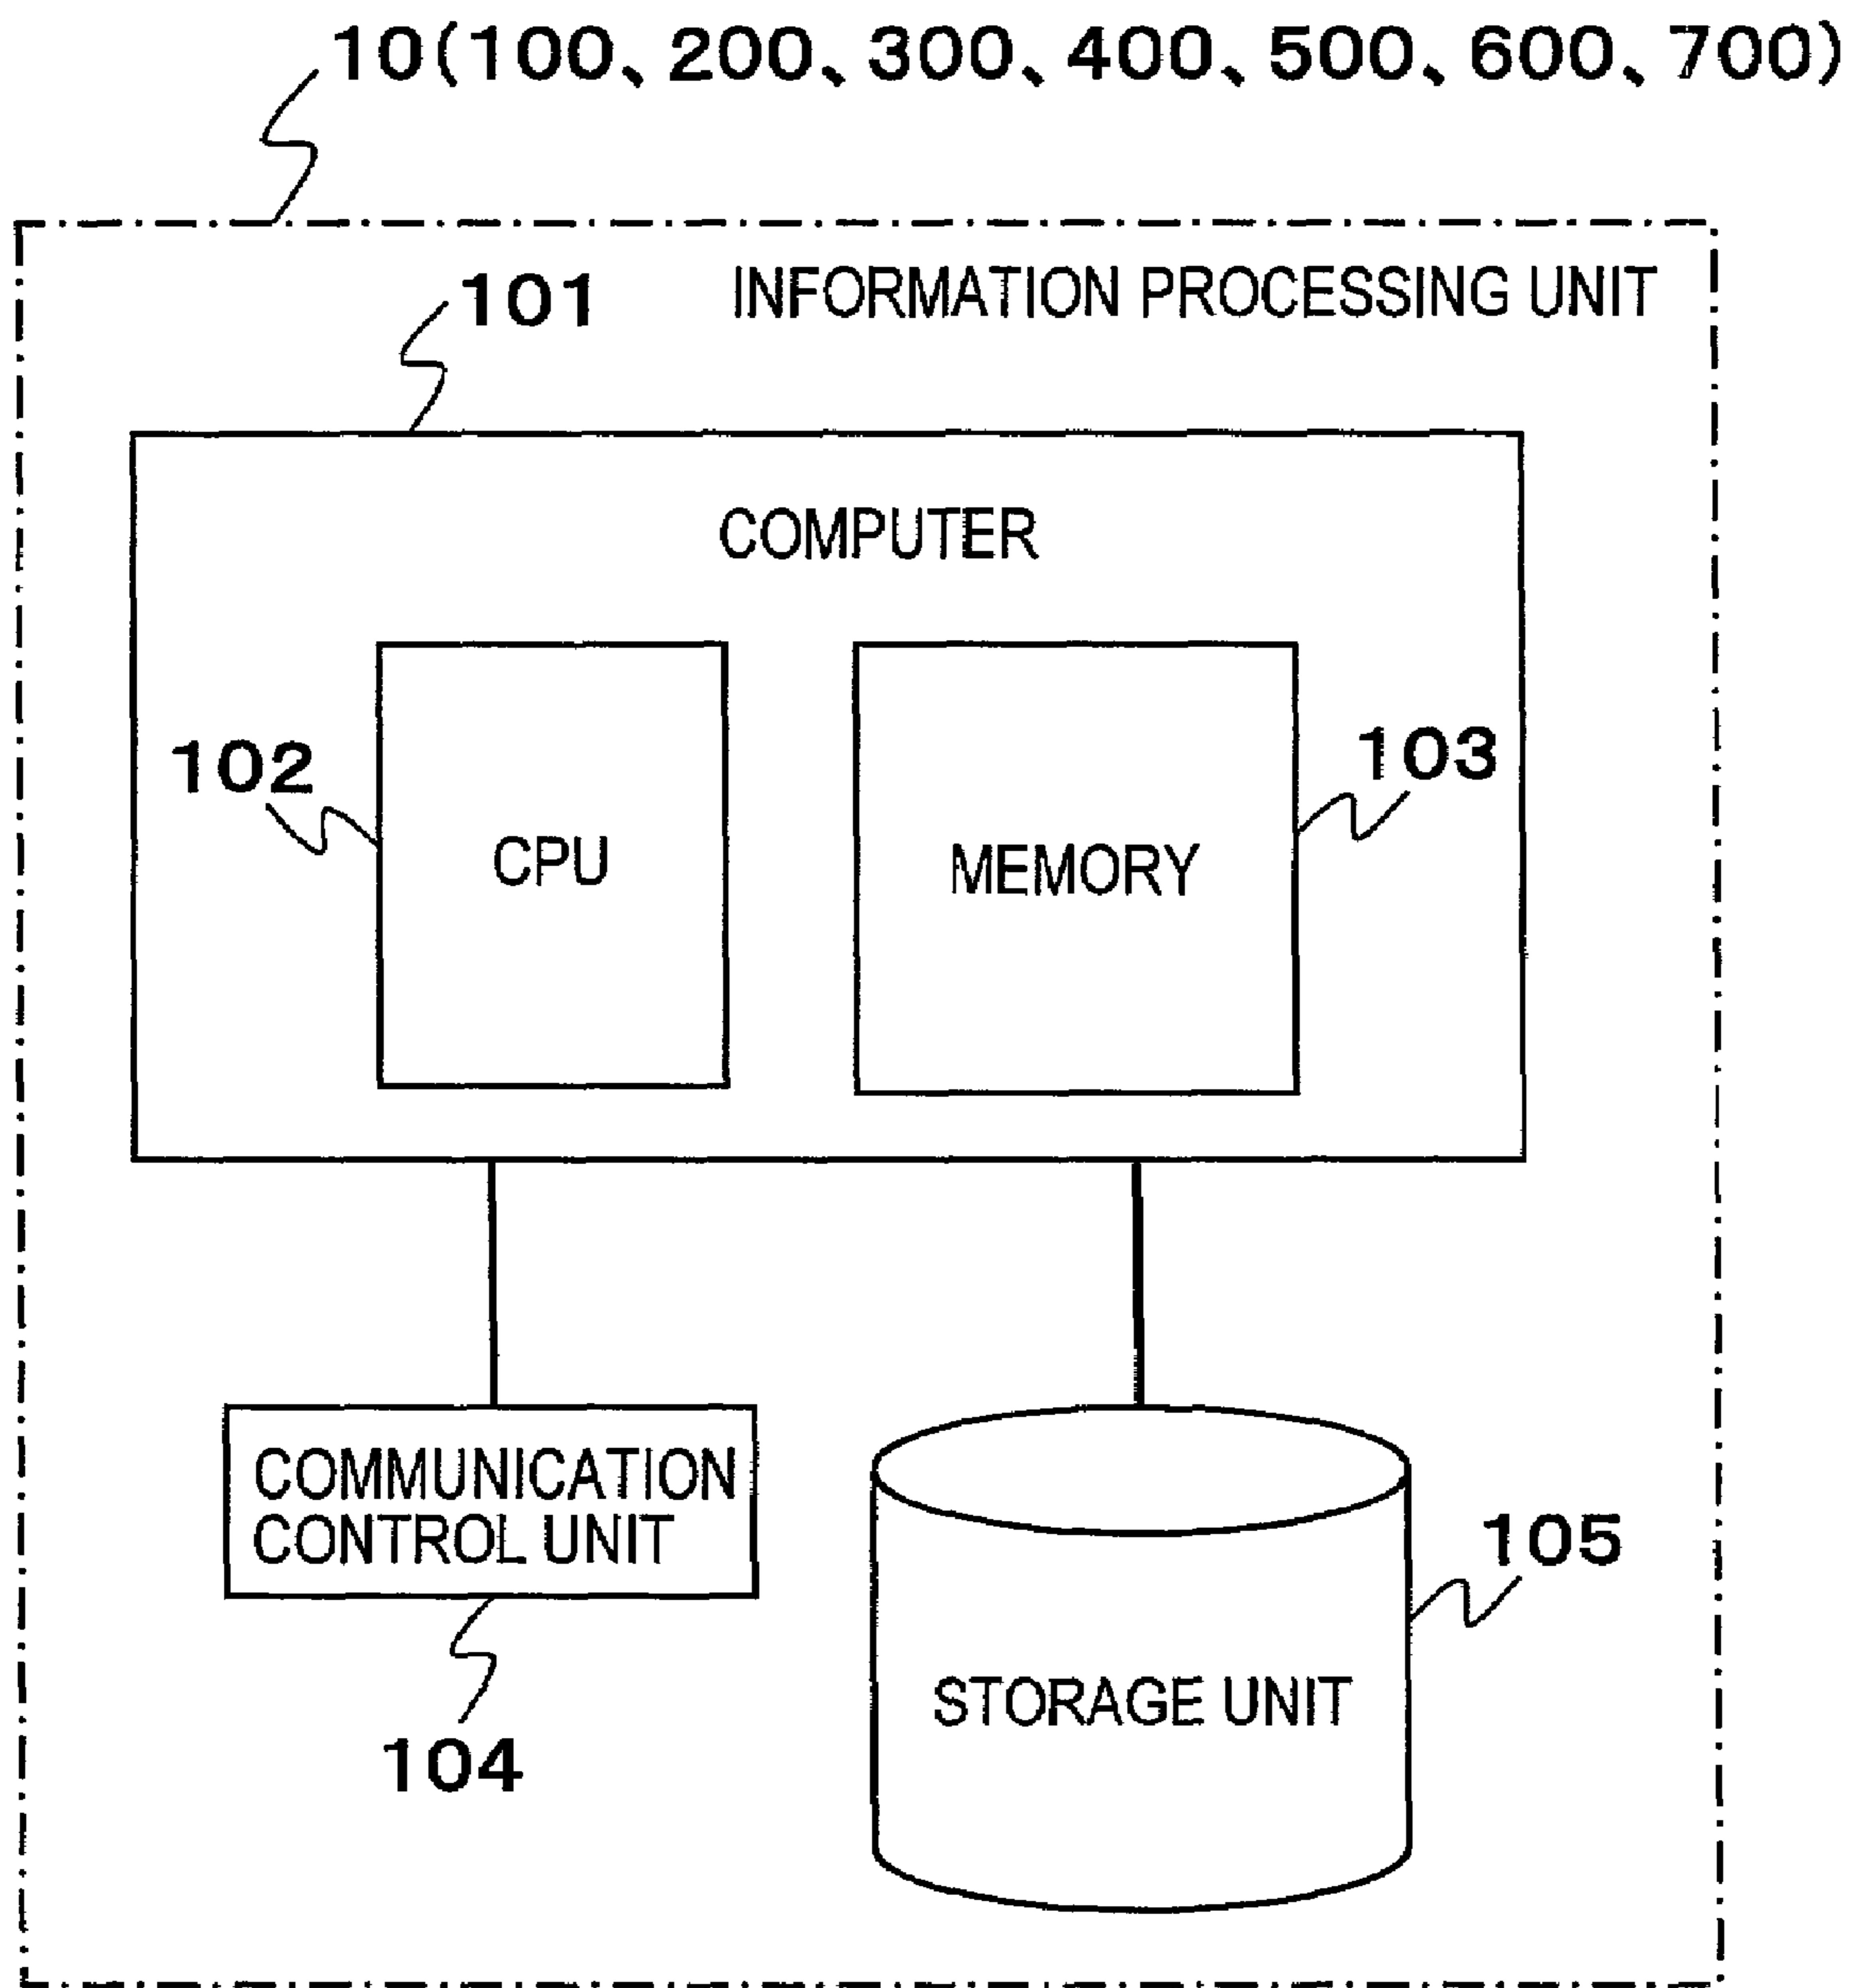 10(100、200、300、400、500、600、700)
101
INFORMATION PROCESSING UNIT
COMPUTER
102
103
CPU
MEMORY
COMMUNICATION
CONTROL UNIT
105
STORAGE UNIT
104